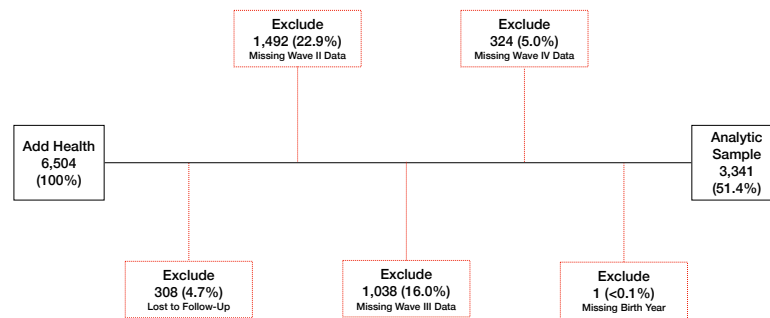 Exclude
1,492 (22.9%)
Missing Wave II Data
Exclude
324 (5.0%)
Missing Wave IV Data
Add Health
6,504
(100%)
Analytic
Sample
3,341
(51.4%)
Exclude
308 (4.7%)
Lost to Follow-Up
Exclude
1,038 (16.0%)
Missing Wave III Data
Exclude
1 (<0.1%)
Missing Birth Year